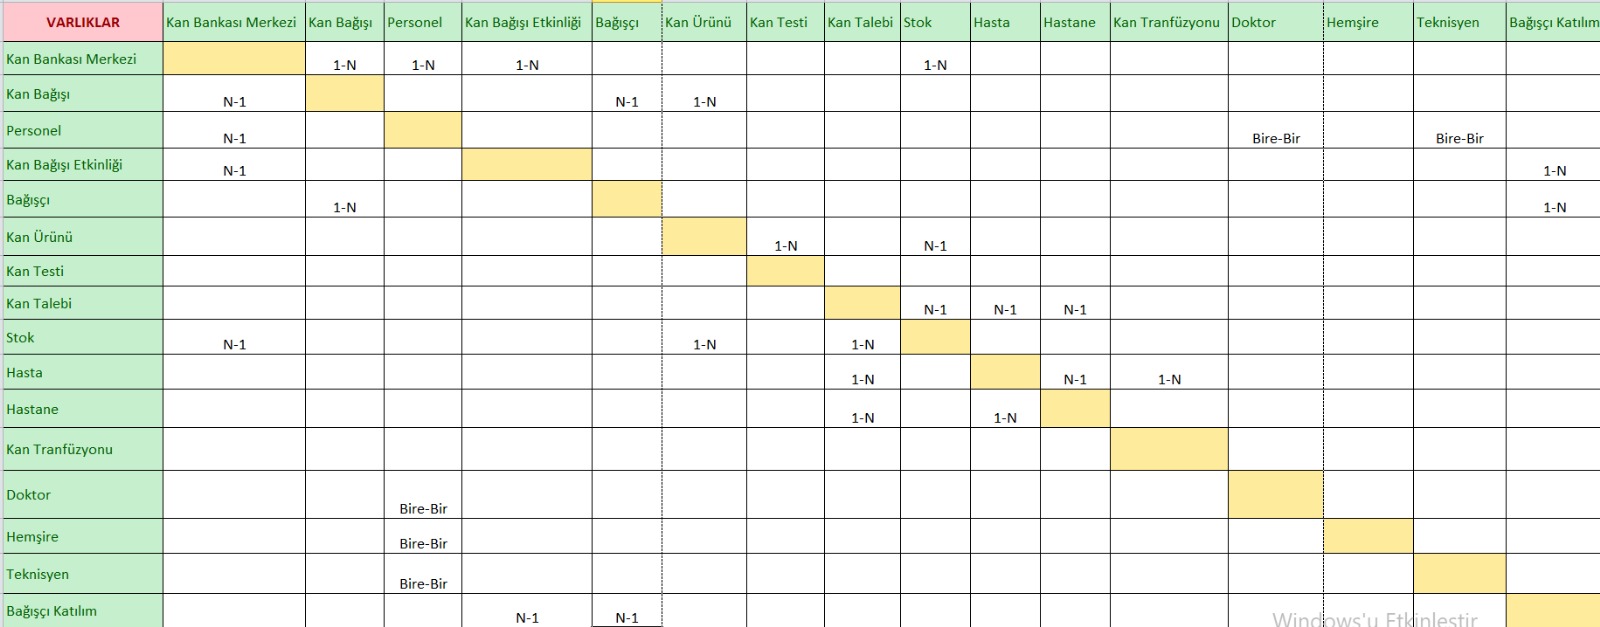 VARLIKLAR Kan Bankası Merkezi Kan Bağışı Personel Kan Bağışı Etkinliği Bağışçı Kan Ürünü Kan Testi Kan Talebi Stok Hasta Hastane Kan Tranfüzyonu Doktor Hemşire Teknisyen Bağışçı Katılım
Kan Bankası Merkezi 1-N 1-N 1-N 1-N
Kan Bağışı N-1 N-1 1-N
Personel N-1 Bire-Bir Bire-Bir
Kan Bağışı Etkinliği N-1 1-N
Bağışçı 1-N 1-N
Kan Ürünü 1-N N-1
Kan Testi
Kan Talebi N-1 N-1 N-1
Stok N-1 1-N 1-N
Hasta 1-N N-1 1-N
Hastane 1-N 1-N
Kan Tranfüzyonu
Doktor Bire-Bir
Hemşire Bire-Bir
Teknisyen Bire-Bir
Bağışçı Katılım N-1 N-1
Windows'u Etkinleştir